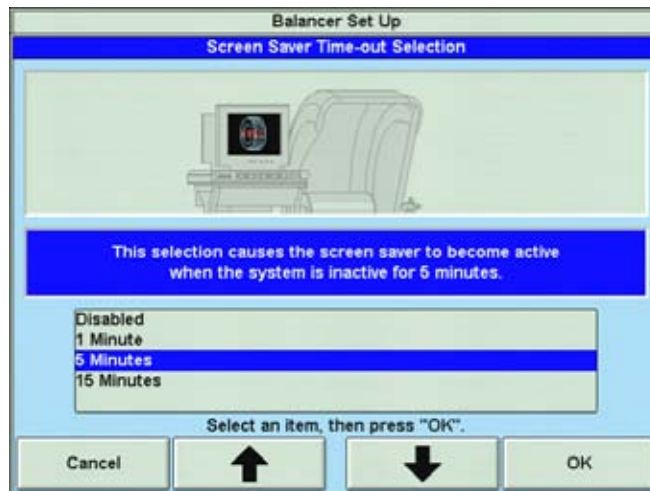 Balancer Set Up
Screen Saver Time-out Selection
This selection causes the screen saver to become active
when the system is inactive for 5 minutes.
Disabled
1 Minute
5 Minutes
15 Minutes
Select an item, then press "OK".
Cancel
OK